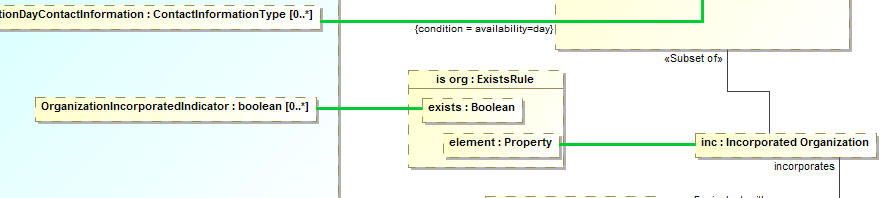 tionDayContactInformation : ContactInformationType [0..*]
{condition = availability=day}
«Subset of»
is org : ExistsRule
OrganizationIncorporatedIndicator : boolean [0..*]
exists : Boolean
element : Property
inc : Incorporated Organization
incorporates